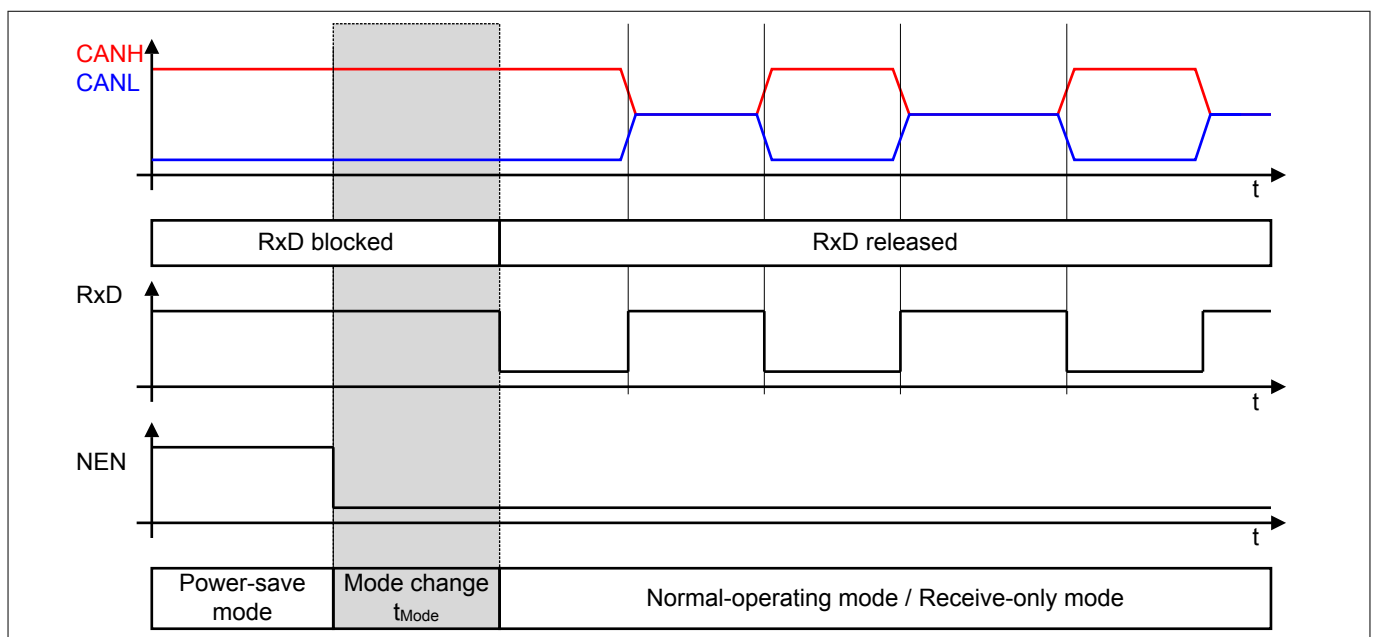 CANH
CANL
t
RxD blocked
RxD released
RxD
t
NEN
t
Power-save
mode
Mode change
tMode
Normal-operating mode / Receive-only mode